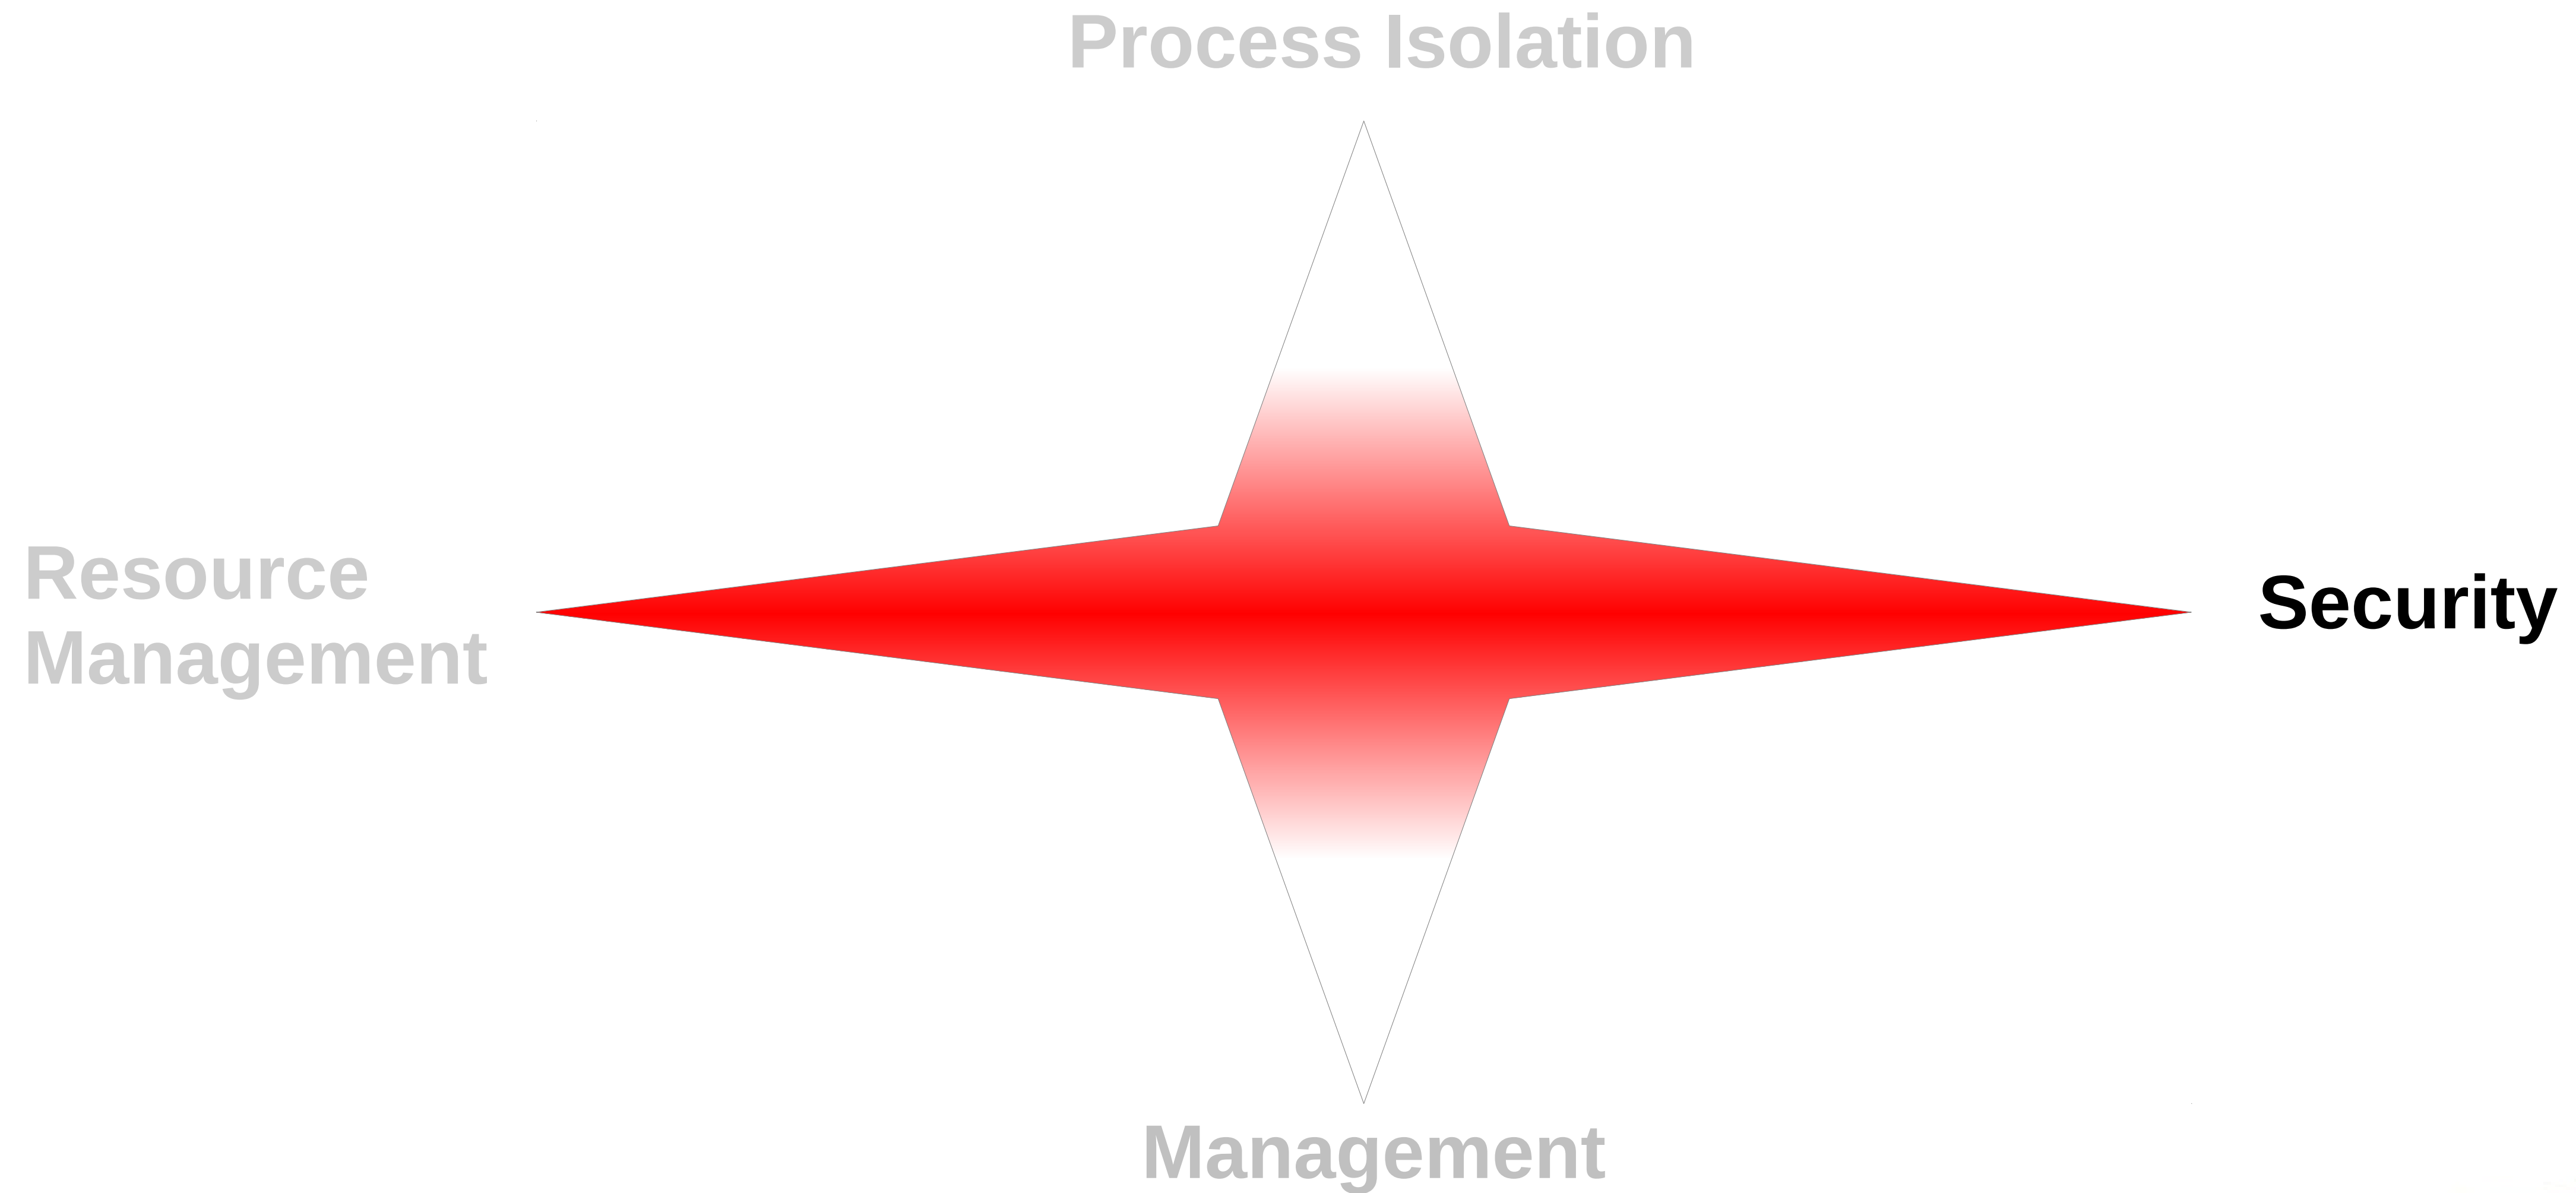 Process Isolation
Resource
Management
Security
Management